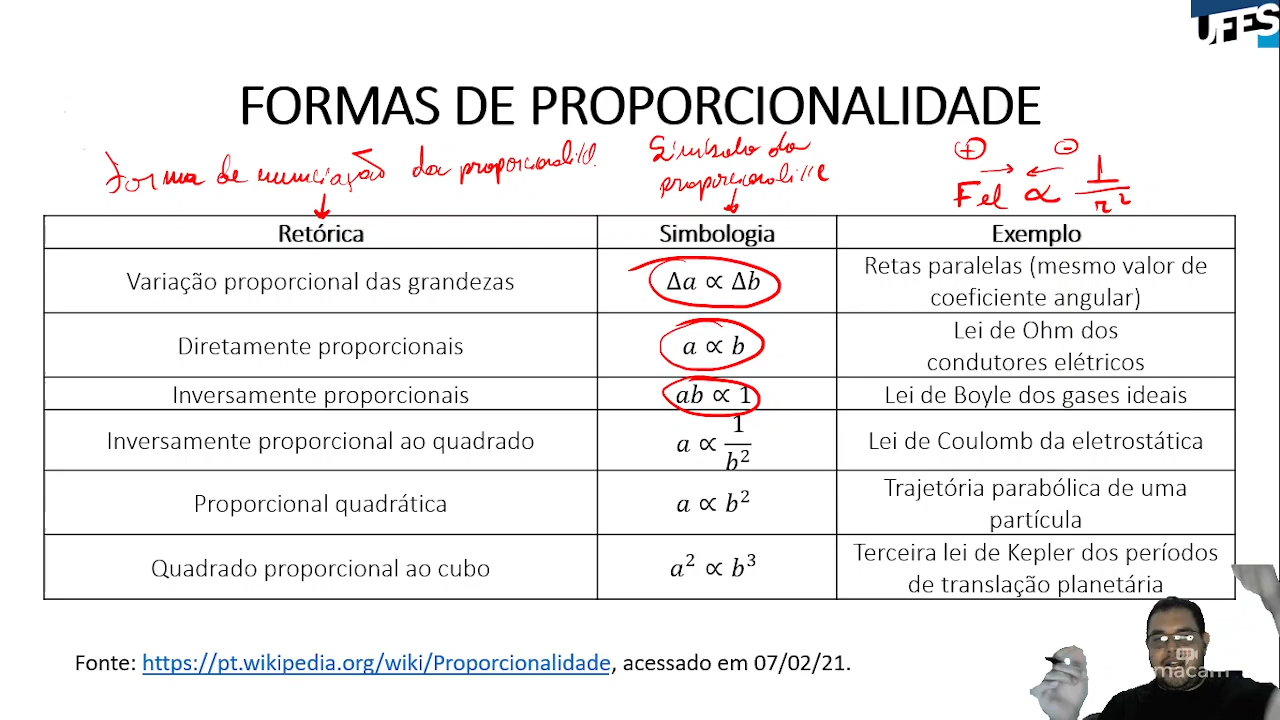 UFES
FORMAS DE PROPORCIONALIDADE
Forma de enunciação da proporcionalid.
Símbolo da
proporcionalidade
⊕ ⊖
Fel ∝ 1/r²
Retórica Simbologia Exemplo
Variação proporcional das grandezas Δa ∝ Δb Retas paralelas (mesmo valor de
coeficiente angular)
Diretamente proporcionais a ∝ b Lei de Ohm dos
condutores elétricos
Inversamente proporcionais ab ∝ 1 Lei de Boyle dos gases ideais
Inversamente proporcional ao quadrado a ∝ 1/b² Lei de Coulomb da eletrostática
Proporcional quadrática a ∝ b² Trajetória parabólica de uma
partícula
Quadrado proporcional ao cubo a² ∝ b³ Terceira lei de Kepler dos períodos
de translação planetária
Fonte: https://pt.wikipedia.org/wiki/Proporcionalidade, acessado em 07/02/21.